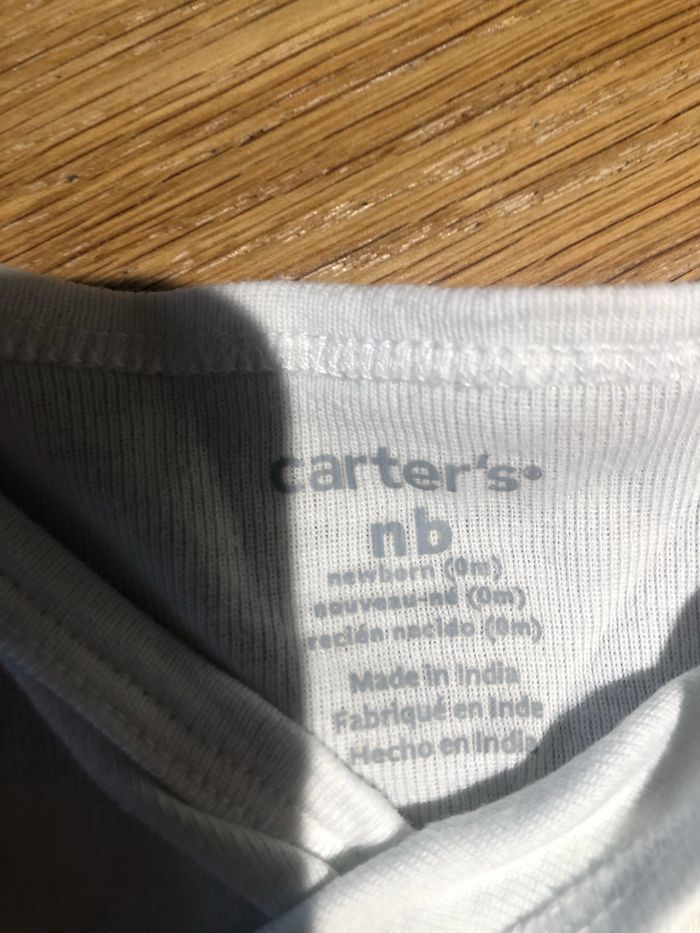 carter's®
nb
newborn (0m)
nouveau-né (0m)
recién nacido (0m)
Made in India
Fabriqué en Inde
Hecho en India